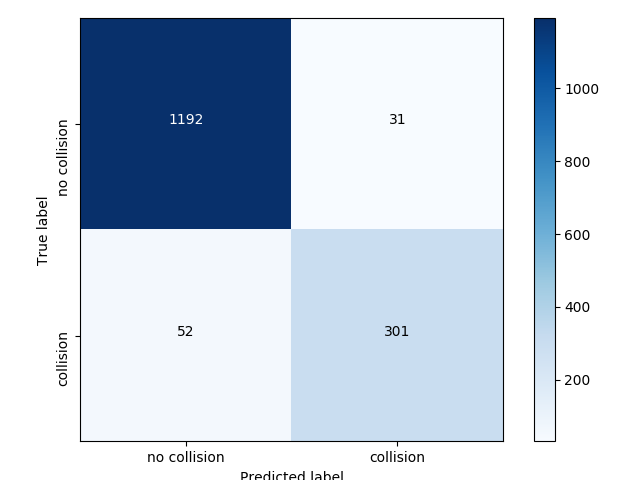 1192
31
52
301
no collision
collision
True label
no collision
collision
Predicted label
1000
800
600
400
200